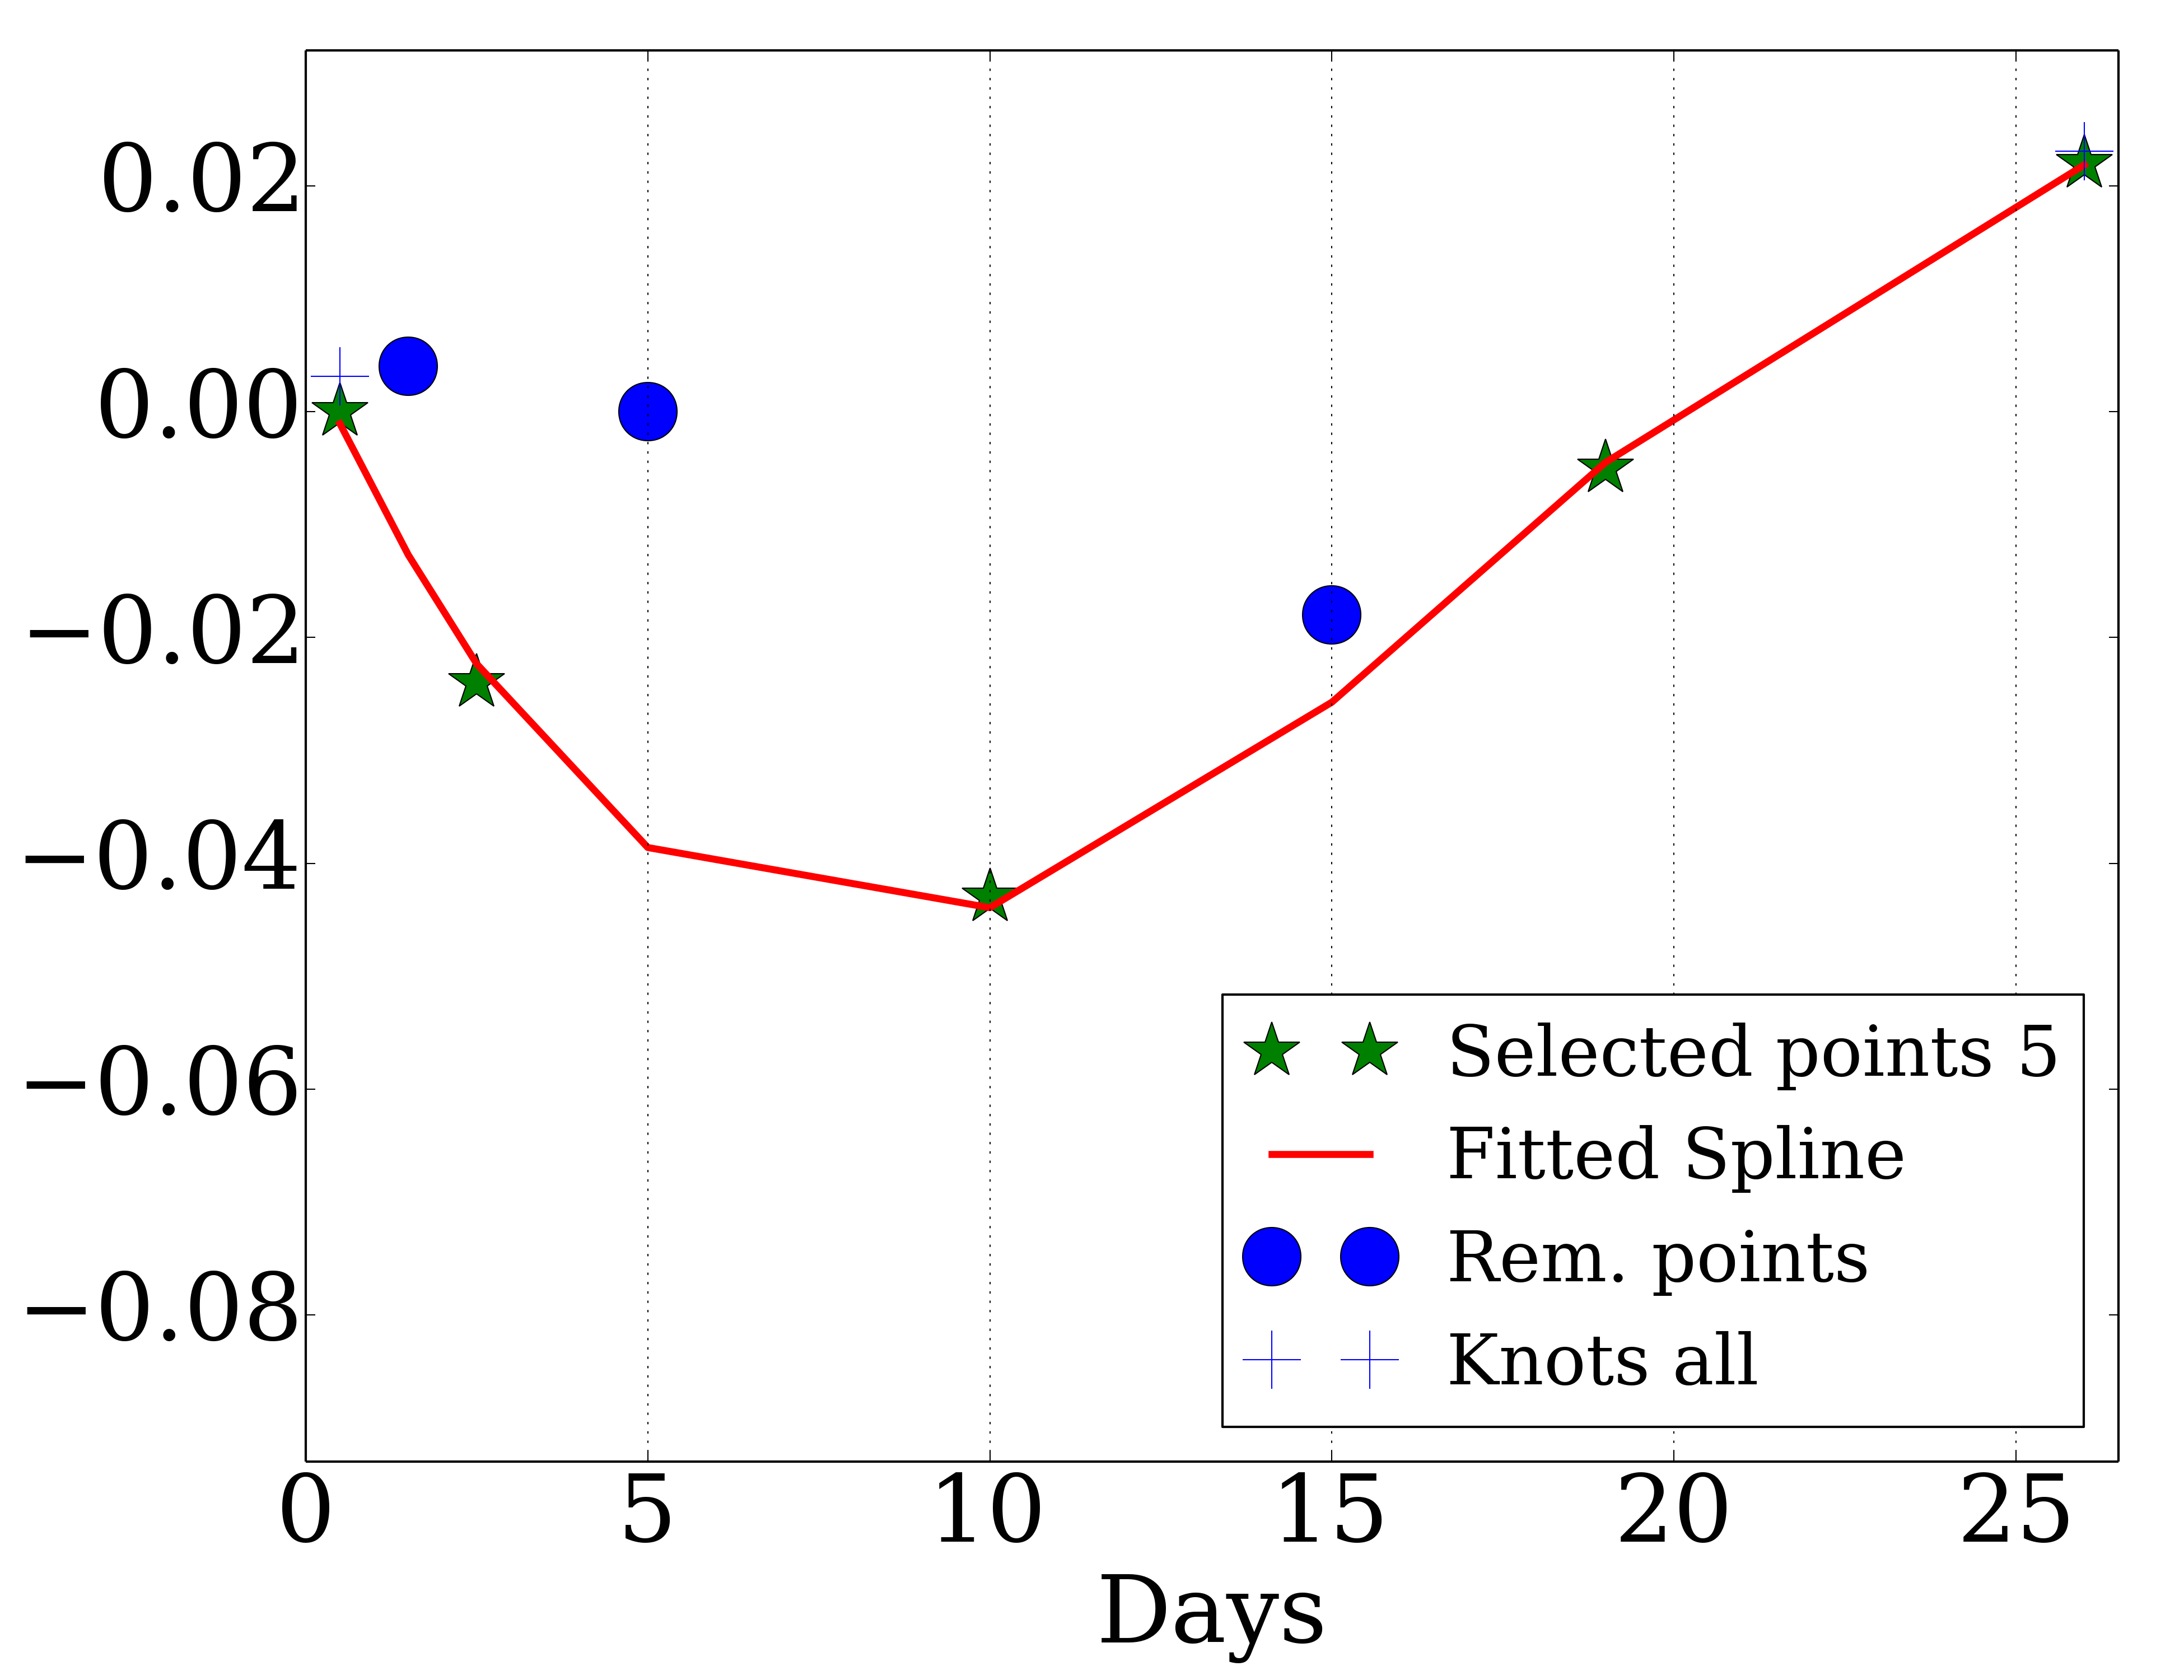 0.02
0.00
−0.02
−0.04
−0.06
−0.08
Selected points 5
Fitted Spline
Rem. points
Knots all
0 5 10 15 20 25
Days